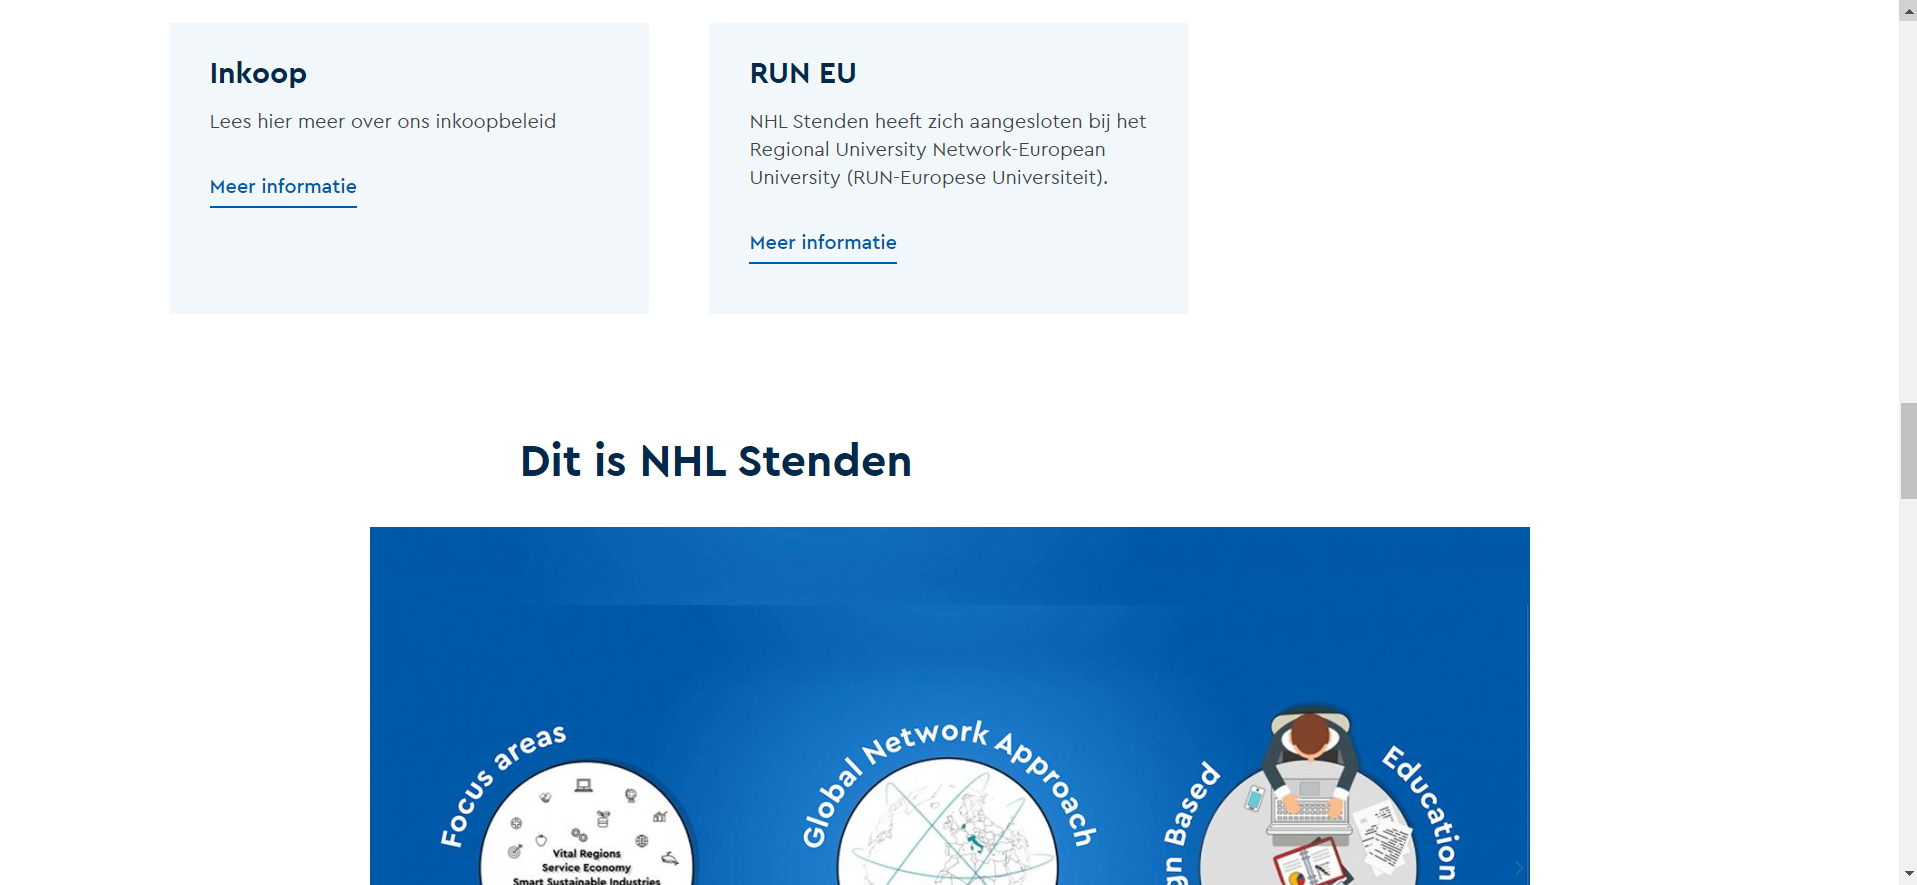 Inkoop
Lees hier meer over ons inkoopbeleid
Meer informatie
RUN EU
NHL Stenden heeft zich aangesloten bij het
Regional University Network-European
University (RUN-Europese Universiteit).
Meer informatie
Dit is NHL Stenden
Focus areas
Vital Regions
Service Economy
Smart Sustainable Industries
Global Network Approach
gn Based
Education